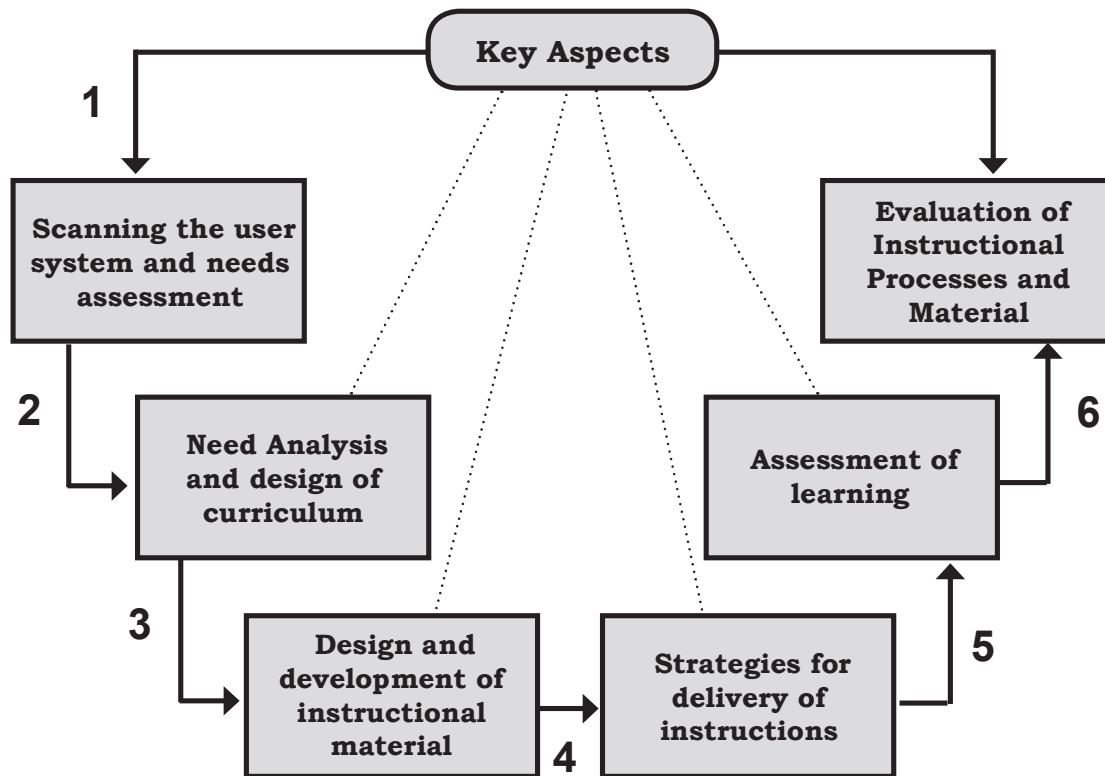 Key Aspects
1
Scanning the user
system and needs
assessment
2
Need Analysis
and design of
curriculum
3
Design and
development of
instructional
material
4
Strategies for
delivery of
instructions
5
Assessment of
learning
6
Evaluation of
Instructional
Processes and
Material